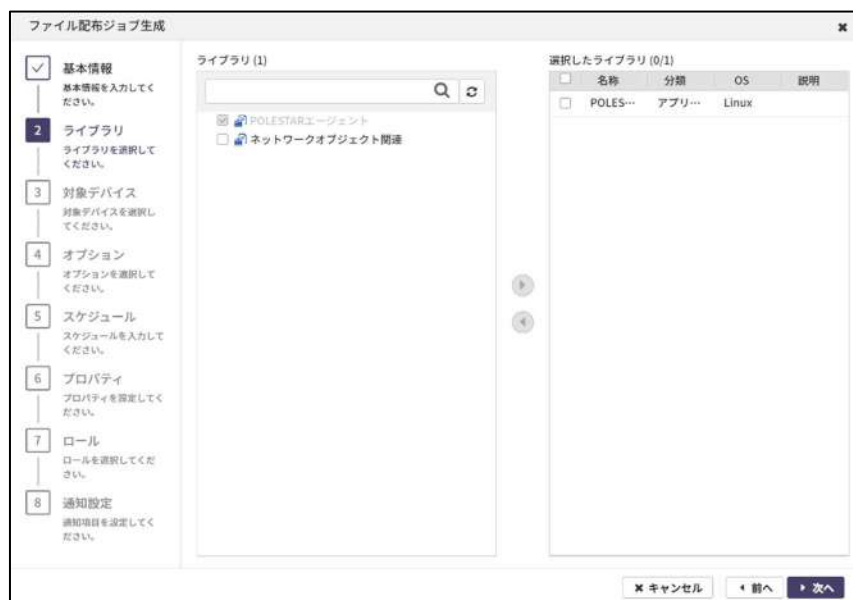 ファイル配布ジョブ生成
基本情報
基本情報を入力してく
ださい。
2
ライブラリ
ライブラリを選択して
ください。
3
対象デバイス
対象デバイスを選択し
てください。
4
オプション
オプションを選択して
ください。
5
スケジュール
スケジュールを入力して
ください。
6
プロパティ
プロパティを設定してく
ださい。
7
ロール
ロールを選択してくだ
さい。
8
通知設定
通知項目を設定してく
ださい。
ライブラリ (1)
POLESTARエージェント
ネットワークオブジェクト関連
選択したライブラリ (0/1)
名称 分類 OS 説明
POLES… アプリ… Linux
キャンセル 前へ 次へ